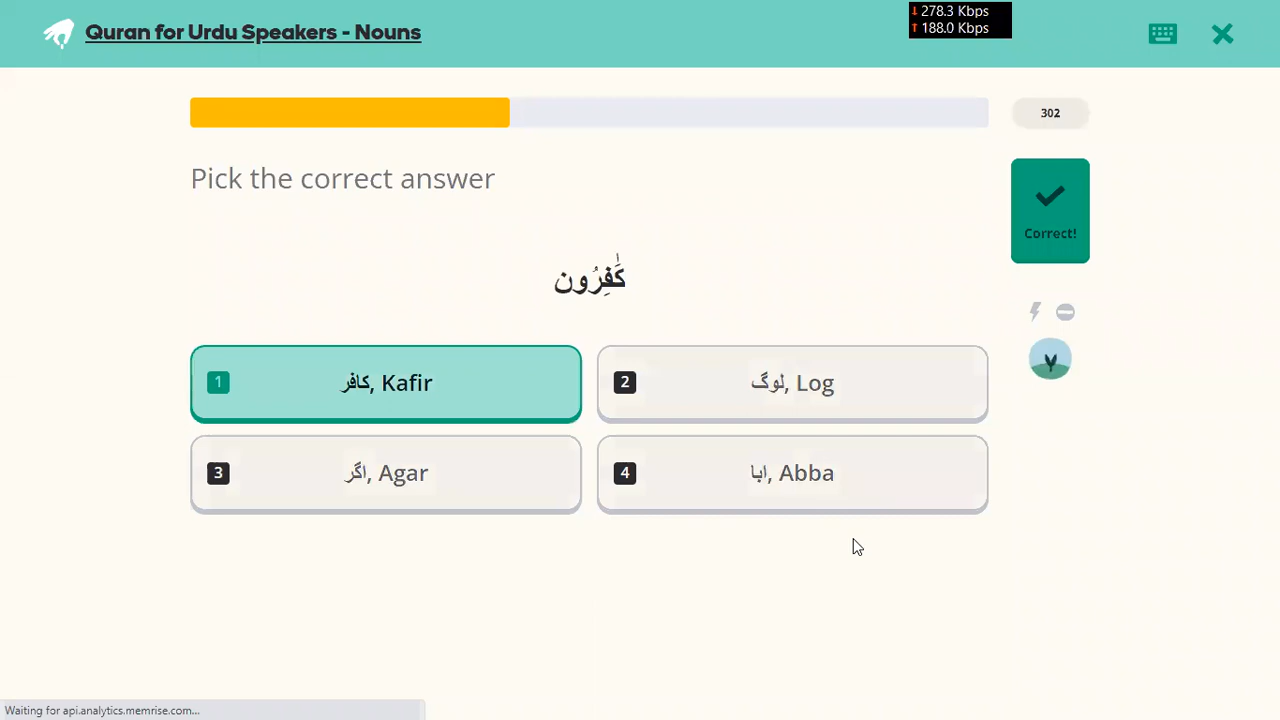 Quran for Urdu Speakers - Nouns
↓ 278.3 Kbps
↑ 188.0 Kbps
302
Pick the correct answer
Correct!
كَٰفِرُون
1 کافر, Kafir
2 لوگ, Log
3 اگر, Agar
4 ابا, Abba
Waiting for api.analytics.memrise.com...